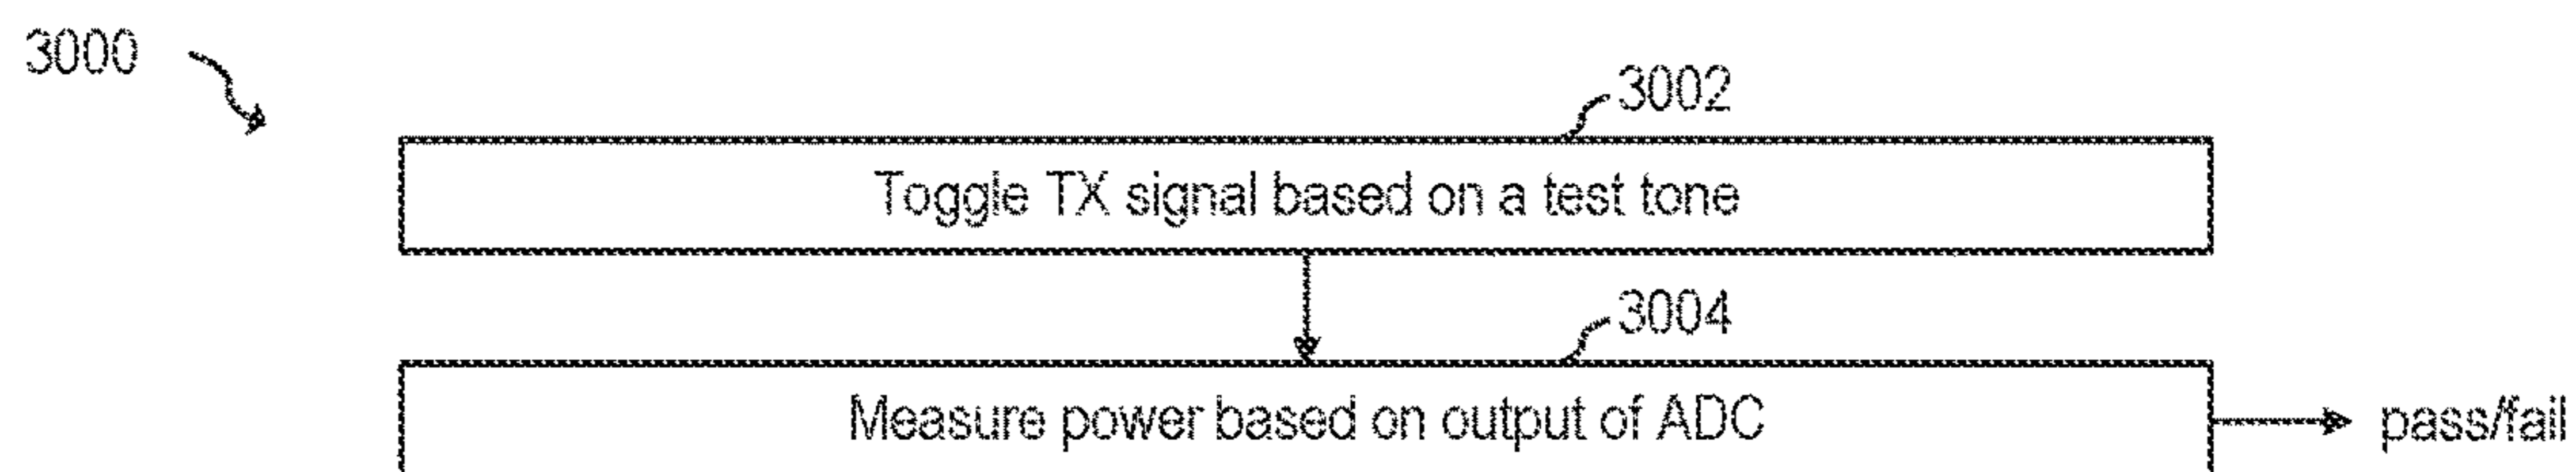 3000
3002
Toggle TX signal based on a test tone
3004
Measure power based on output of ADC
pass/fail